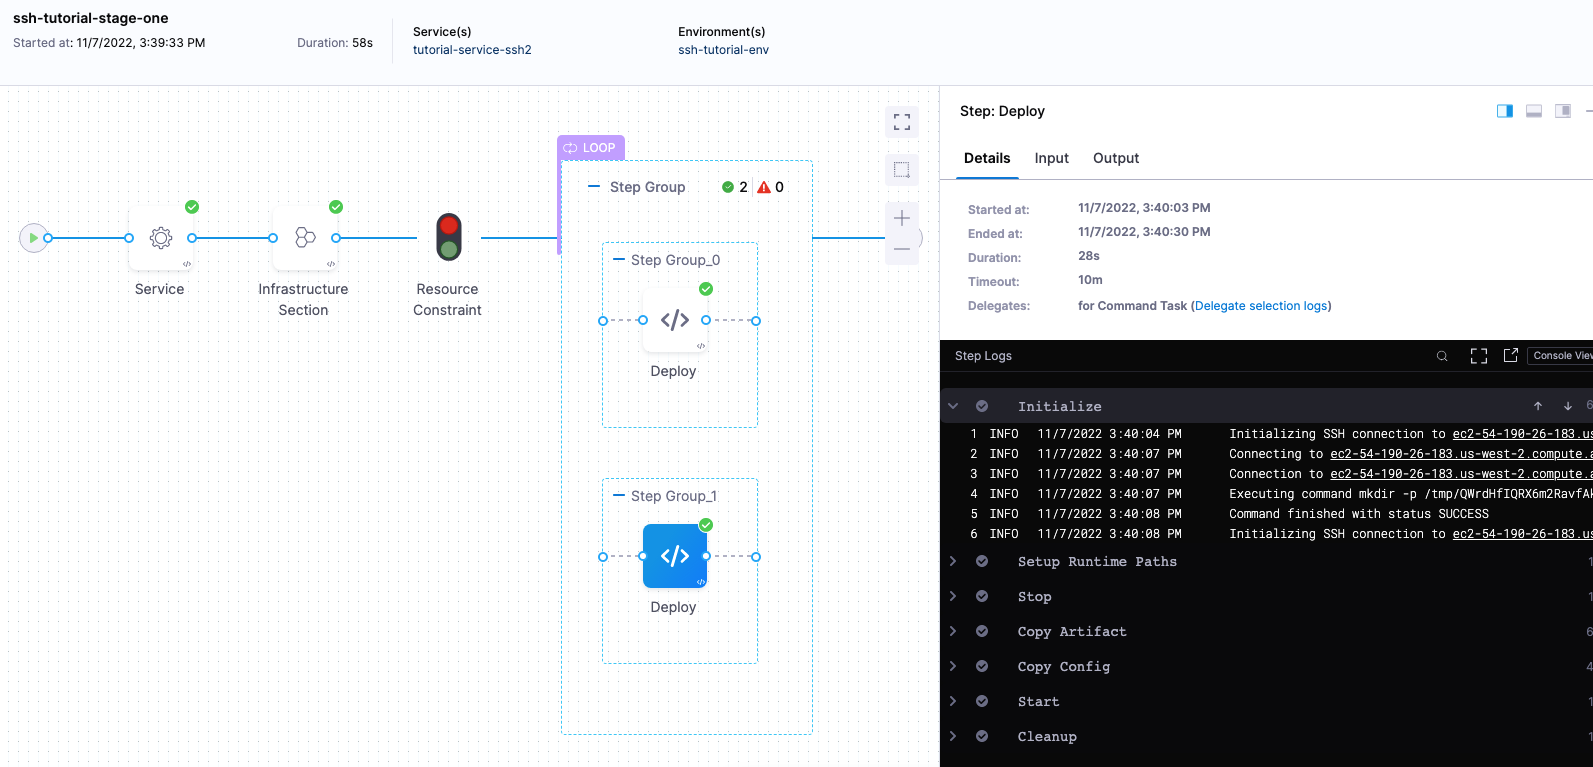 ssh-tutorial-stage-one
Started at: 11/7/2022, 3:39:33 PM
Duration: 58s
Service(s)
tutorial-service-ssh2
Environment(s)
ssh-tutorial-env
LOOP
Step Group
2
0
Step Group_0
</>
Deploy
Step Group_1
</>
Deploy
Service
Infrastructure
Section
Resource
Constraint
Step: Deploy
Details
Input
Output
Started at: 11/7/2022, 3:40:03 PM
Ended at: 11/7/2022, 3:40:30 PM
Duration: 28s
Timeout: 10m
Delegates: for Command Task (Delegate selection logs)
Step Logs
Console View
Initialize
1 INFO 11/7/2022 3:40:04 PM Initializing SSH connection to ec2-54-190-26-183.us
2 INFO 11/7/2022 3:40:07 PM Connecting to ec2-54-190-26-183.us-west-2.compute.a
3 INFO 11/7/2022 3:40:07 PM Connection to ec2-54-190-26-183.us-west-2.compute.a
4 INFO 11/7/2022 3:40:07 PM Executing command mkdir -p /tmp/QWrdHfIQRX6m2RavfAk
5 INFO 11/7/2022 3:40:08 PM Command finished with status SUCCESS
6 INFO 11/7/2022 3:40:08 PM Initializing SSH connection to ec2-54-190-26-183.us
Setup Runtime Paths
Stop
Copy Artifact
Copy Config
Start
Cleanup